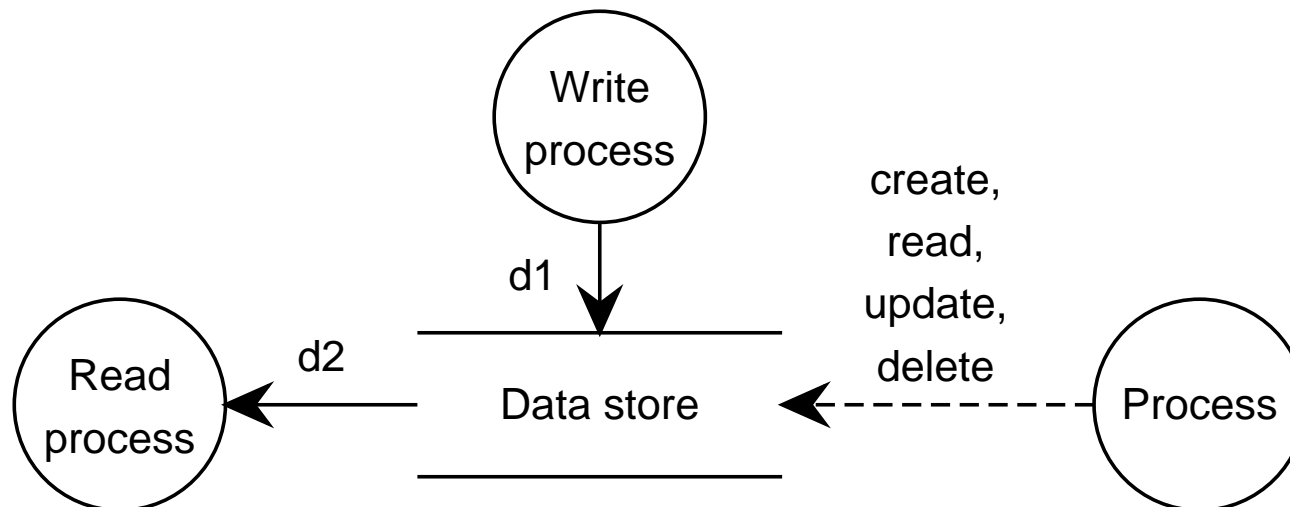 Write
process
create,
read,
update,
delete
d1
d2
Read
process
Data store
Process